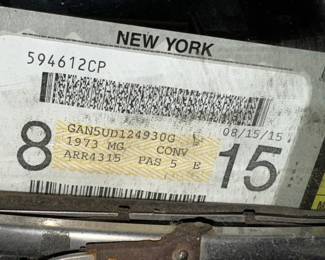 NEW YORK
594612CP
GAN5UD124930G
08/15/15
8
1973 MG CONV
15
ARR4315 PAS 5 E